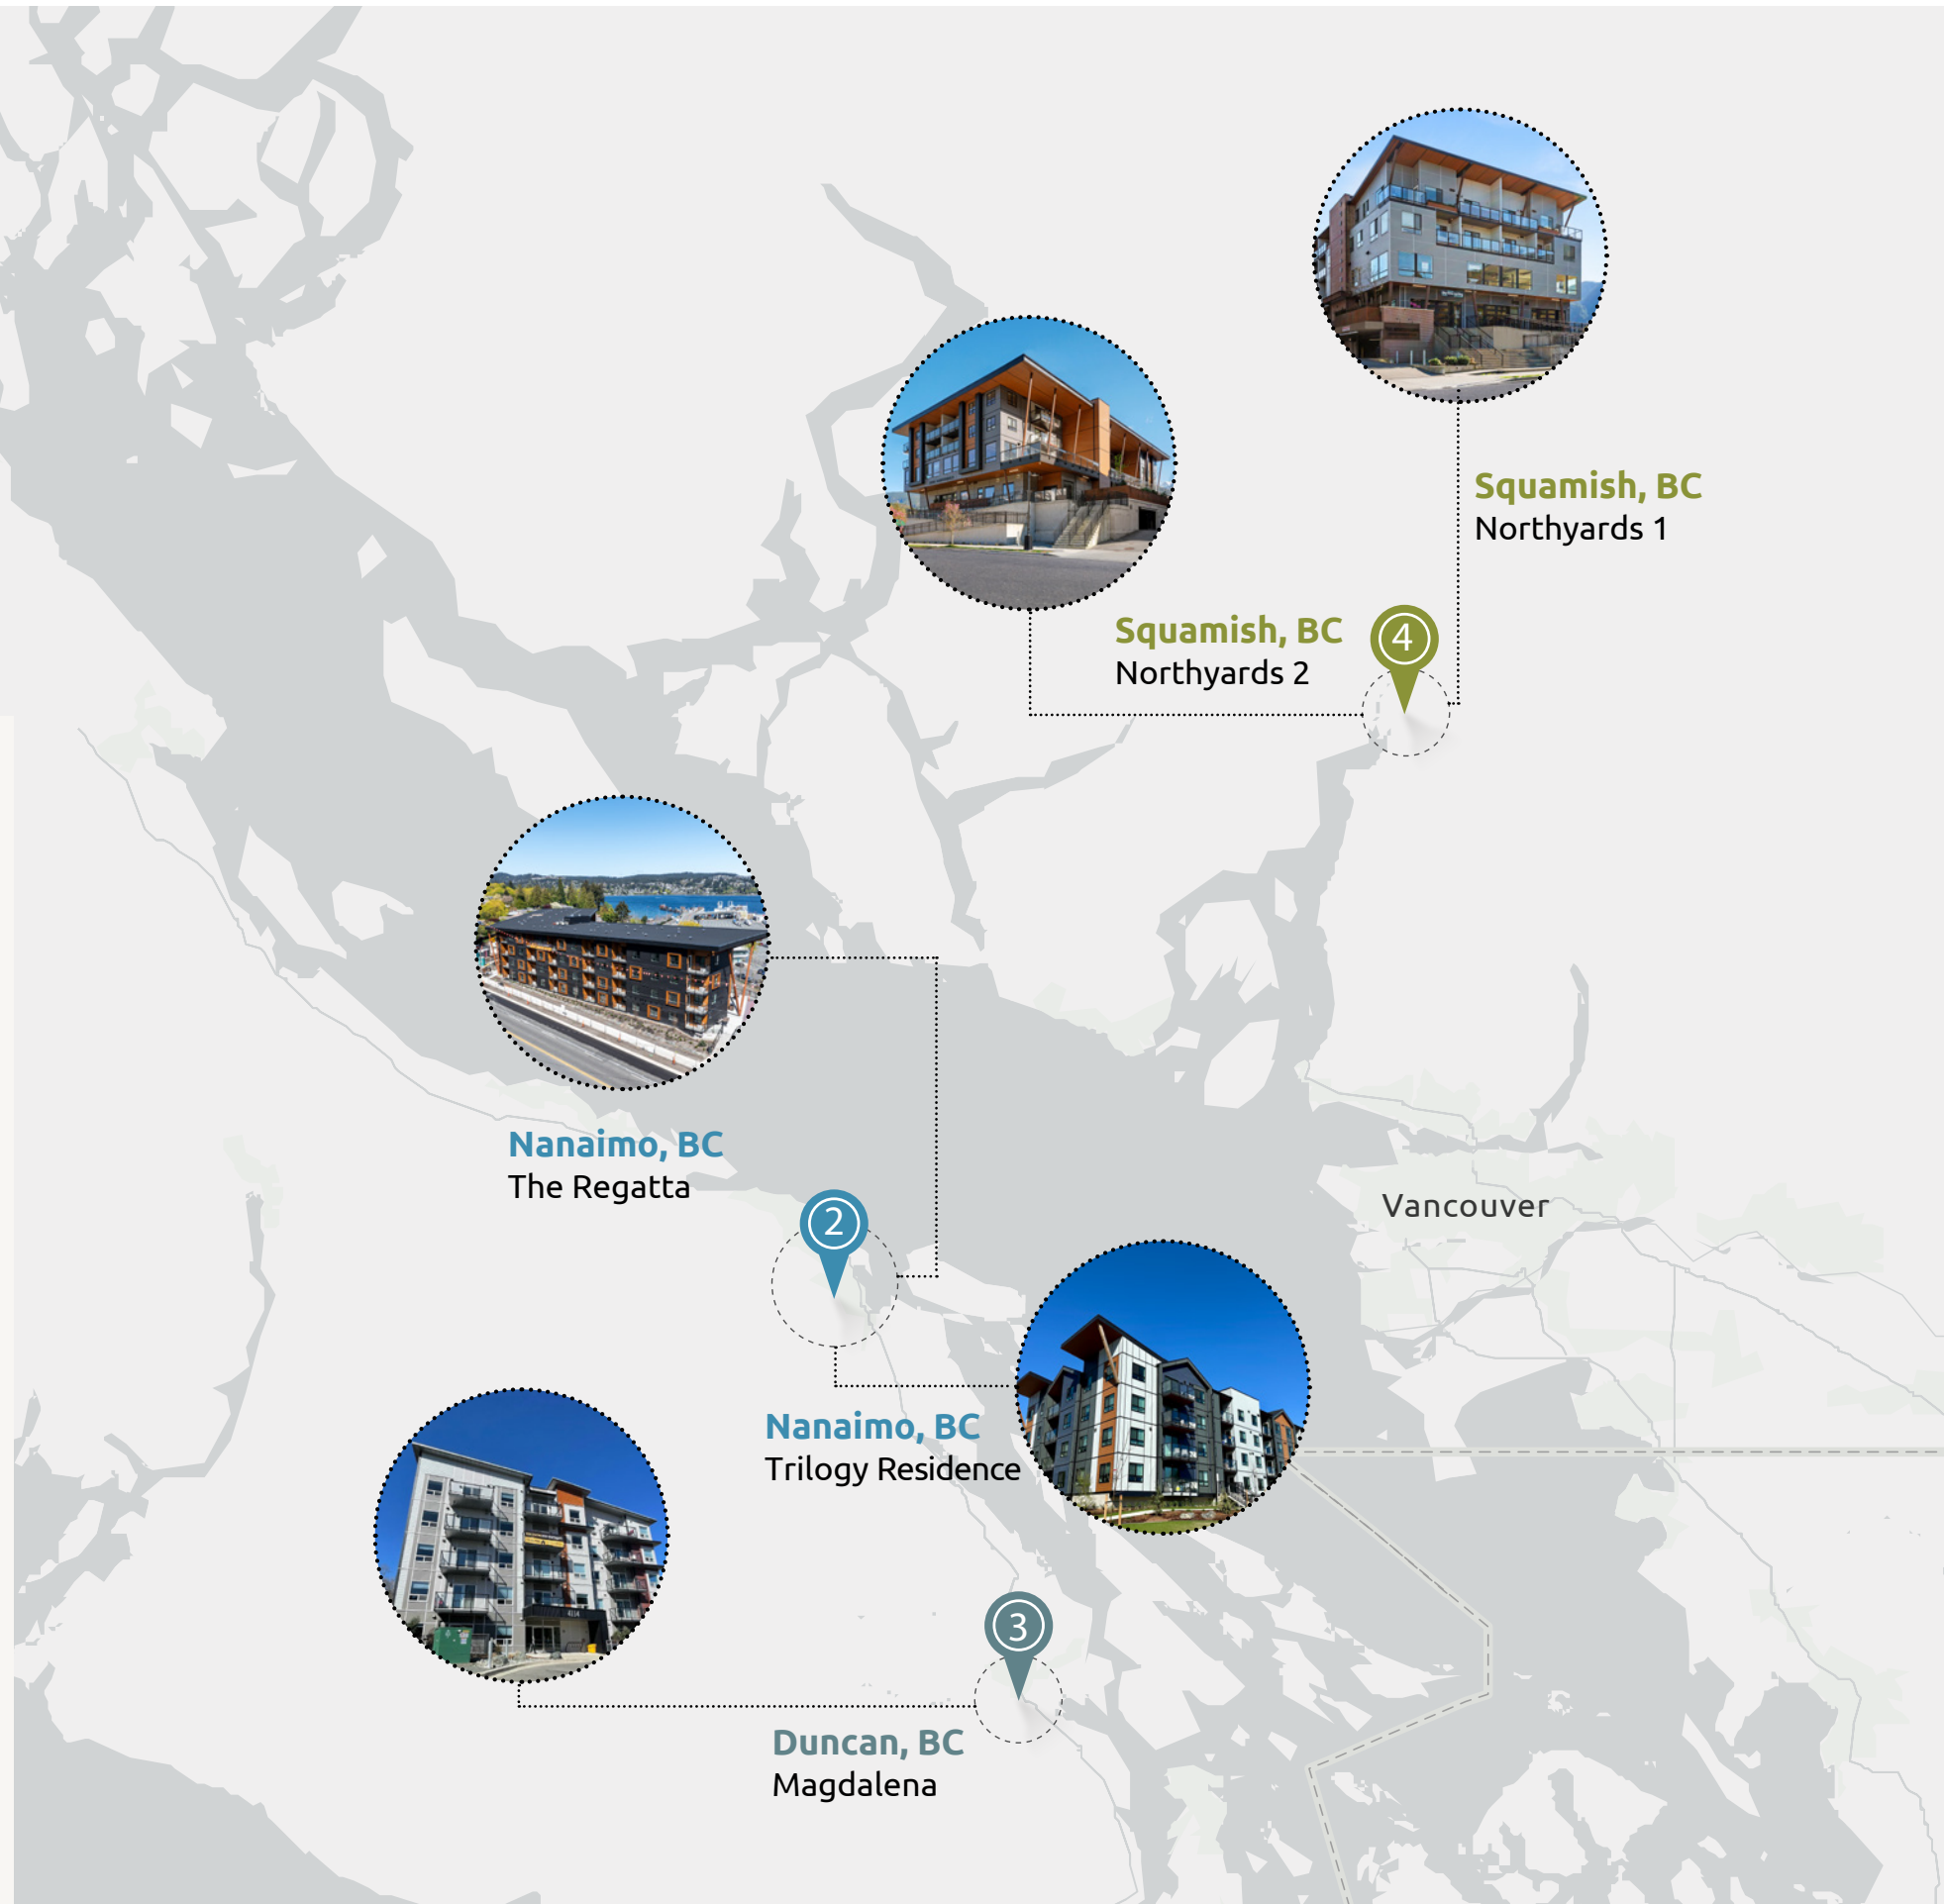 Squamish, BC
Northyards 1
Squamish, BC
Northyards 2
4
Nanaimo, BC
The Regatta
2
Vancouver
Nanaimo, BC
Trilogy Residence
4114
3
Duncan, BC
Magdalena